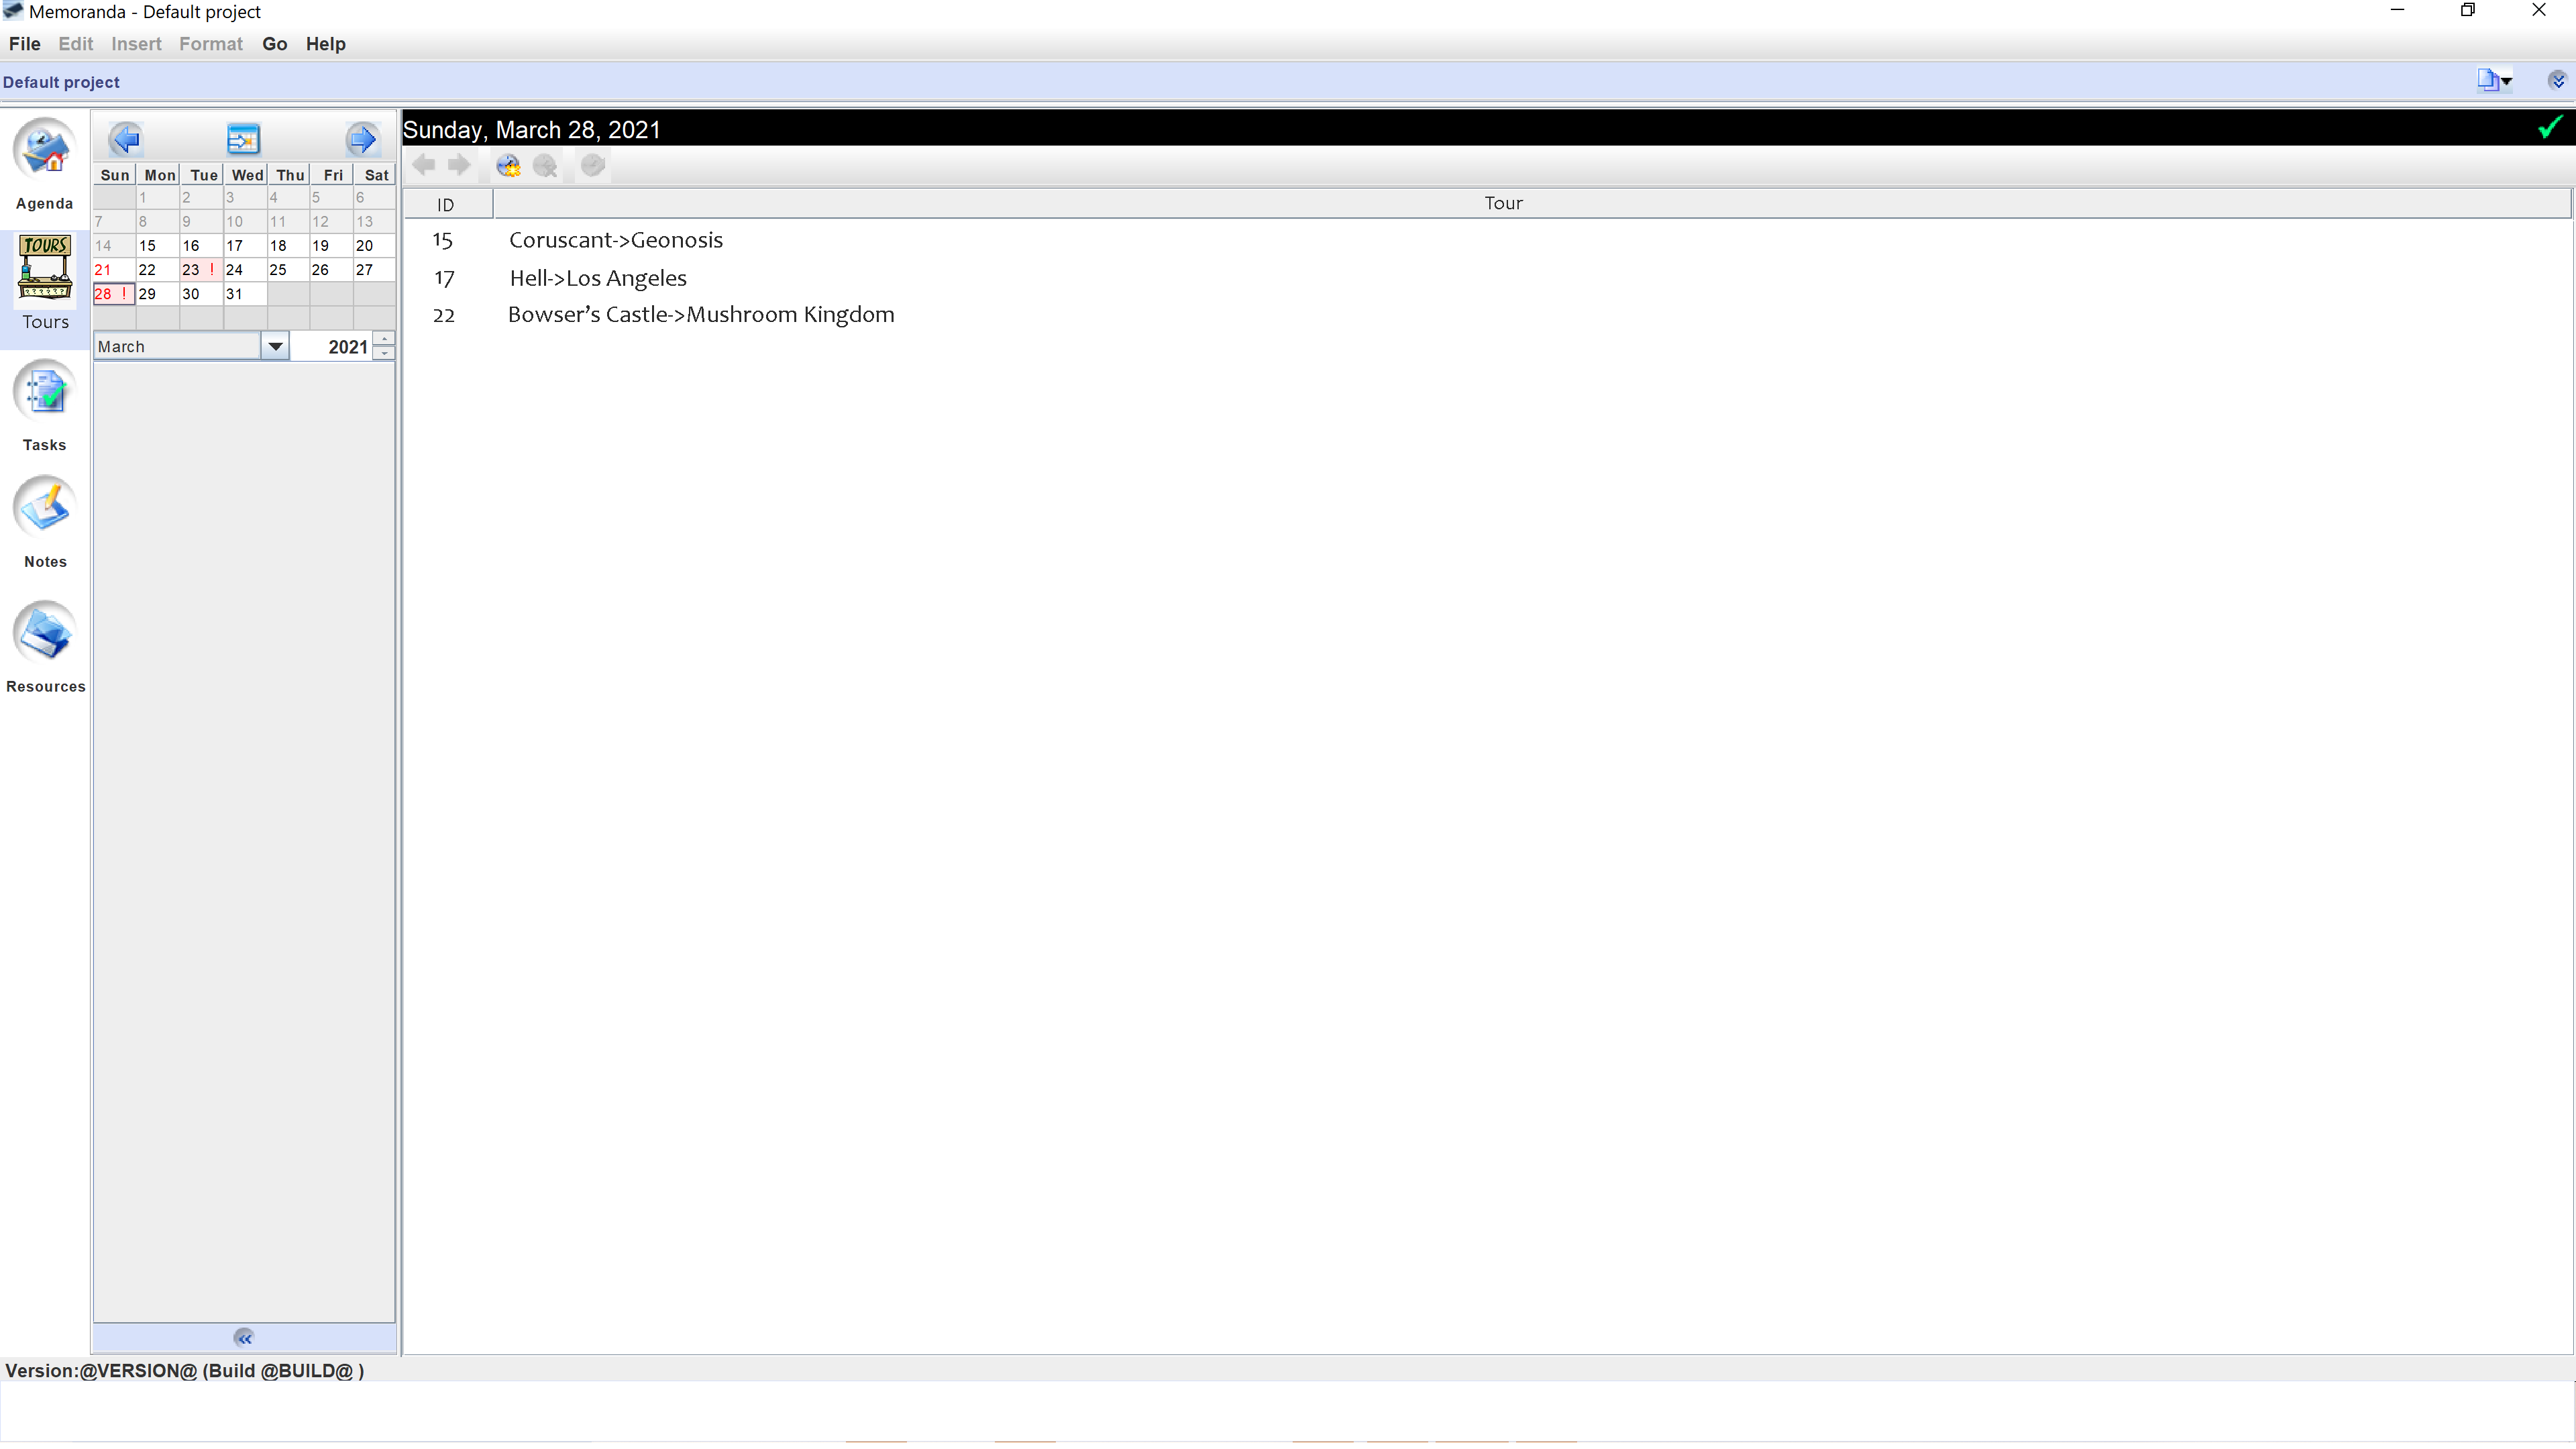 Memoranda - Default project
File Edit Insert Format Go Help
Default project
Agenda
TOURS
Tours
Tasks
Notes
Resources
Sun Mon Tue Wed Thu Fri Sat
1 2 3 4 5 6
7 8 9 10 11 12 13
14 15 16 17 18 19 20
21 22 23 ! 24 25 26 27
28 ! 29 30 31
March 2021
Sunday, March 28, 2021
ID Tour
15 Coruscant->Geonosis
17 Hell->Los Angeles
22 Bowser’s Castle->Mushroom Kingdom
Version:@VERSION@ (Build @BUILD@ )